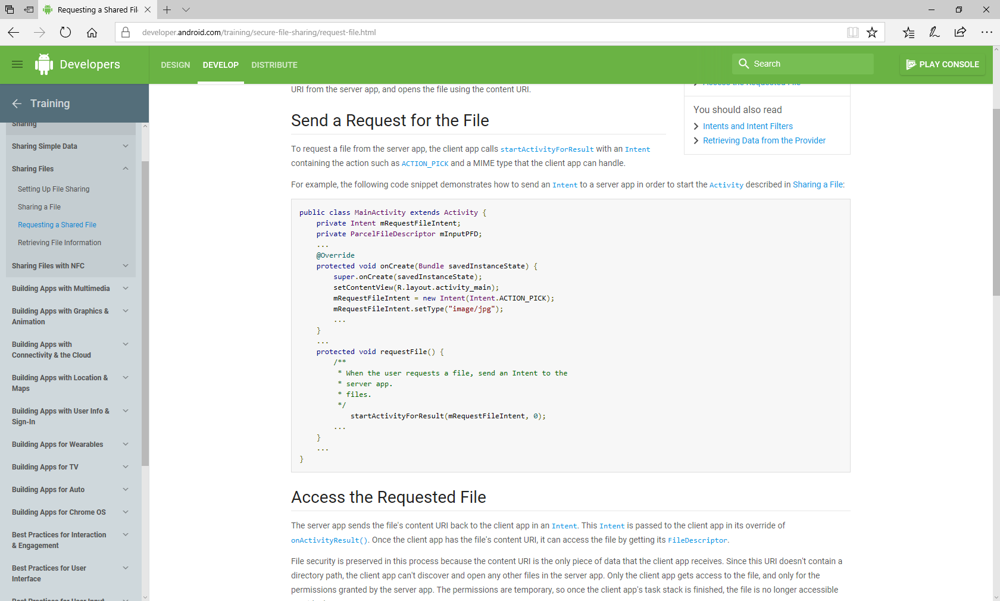 Requesting a Shared Fil
developer.android.com/training/secure-file-sharing/request-file.html
Developers
DESIGN
DEVELOP
DISTRIBUTE
Search
PLAY CONSOLE
Training
Sharing
Sharing Simple Data
Sharing Files
Setting Up File Sharing
Sharing a File
Requesting a Shared File
Retrieving File Information
Sharing Files with NFC
Building Apps with Multimedia
Building Apps with Graphics &
Animation
Building Apps with
Connectivity & the Cloud
Building Apps with Location &
Maps
Building Apps with User Info &
Sign-In
Building Apps for Wearables
Building Apps for TV
Building Apps for Auto
Building Apps for Chrome OS
Best Practices for Interaction
& Engagement
Best Practices for User
Interface
Best Practices for User Input
URI from the server app, and opens the file using the content URI.
Access the Requested File
You should also read
Intents and Intent Filters
Retrieving Data from the Provider
Send a Request for the File
To request a file from the server app, the client app calls startActivityForResult with an Intent
containing the action such as ACTION_PICK and a MIME type that the client app can handle.
For example, the following code snippet demonstrates how to send an Intent to a server app in order to start the Activity described in Sharing a File:
public class MainActivity extends Activity {
    private Intent mRequestFileIntent;
    private ParcelFileDescriptor mInputPFD;
    ...
    @Override
    protected void onCreate(Bundle savedInstanceState) {
        super.onCreate(savedInstanceState);
        setContentView(R.layout.activity_main);
        mRequestFileIntent = new Intent(Intent.ACTION_PICK);
        mRequestFileIntent.setType("image/jpg");
        ...
    }
    ...
    protected void requestFile() {
        /**
         * When the user requests a file, send an Intent to the
         * server app.
         * files.
         */
            startActivityForResult(mRequestFileIntent, 0);
        ...
    }
    ...
}
Access the Requested File
The server app sends the file's content URI back to the client app in an Intent. This Intent is passed to the client app in its override of
onActivityResult(). Once the client app has the file's content URI, it can access the file by getting its FileDescriptor.
File security is preserved in this process because the content URI is the only piece of data that the client app receives. Since this URI doesn't contain a
directory path, the client app can't discover and open any other files in the server app. Only the client app gets access to the file, and only for the
permissions granted by the server app. The permissions are temporary, so once the client app's task stack is finished, the file is no longer accessible